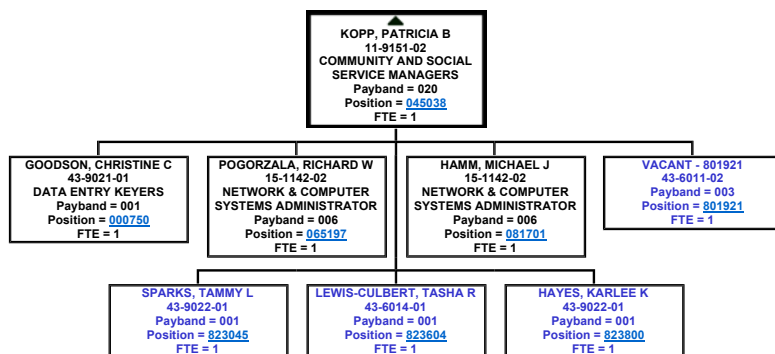 KOPP, PATRICIA B
11-9151-02
COMMUNITY AND SOCIAL
SERVICE MANAGERS
Payband = 020
Position = 045038
FTE = 1
GOODSON, CHRISTINE C
43-9021-01
DATA ENTRY KEYERS
Payband = 001
Position = 000750
FTE = 1
POGORZALA, RICHARD W
15-1142-02
NETWORK & COMPUTER
SYSTEMS ADMINISTRATOR
Payband = 006
Position = 065197
FTE = 1
HAMM, MICHAEL J
15-1142-02
NETWORK & COMPUTER
SYSTEMS ADMINISTRATOR
Payband = 006
Position = 081701
FTE = 1
VACANT - 801921
43-6011-02
Payband = 003
Position = 801921
FTE = 1
SPARKS, TAMMY L
43-9022-01
Payband = 001
Position = 823045
FTE = 1
LEWIS-CULBERT, TASHA R
43-6014-01
Payband = 001
Position = 823604
FTE = 1
HAYES, KARLEE K
43-9022-01
Payband = 001
Position = 823800
FTE = 1